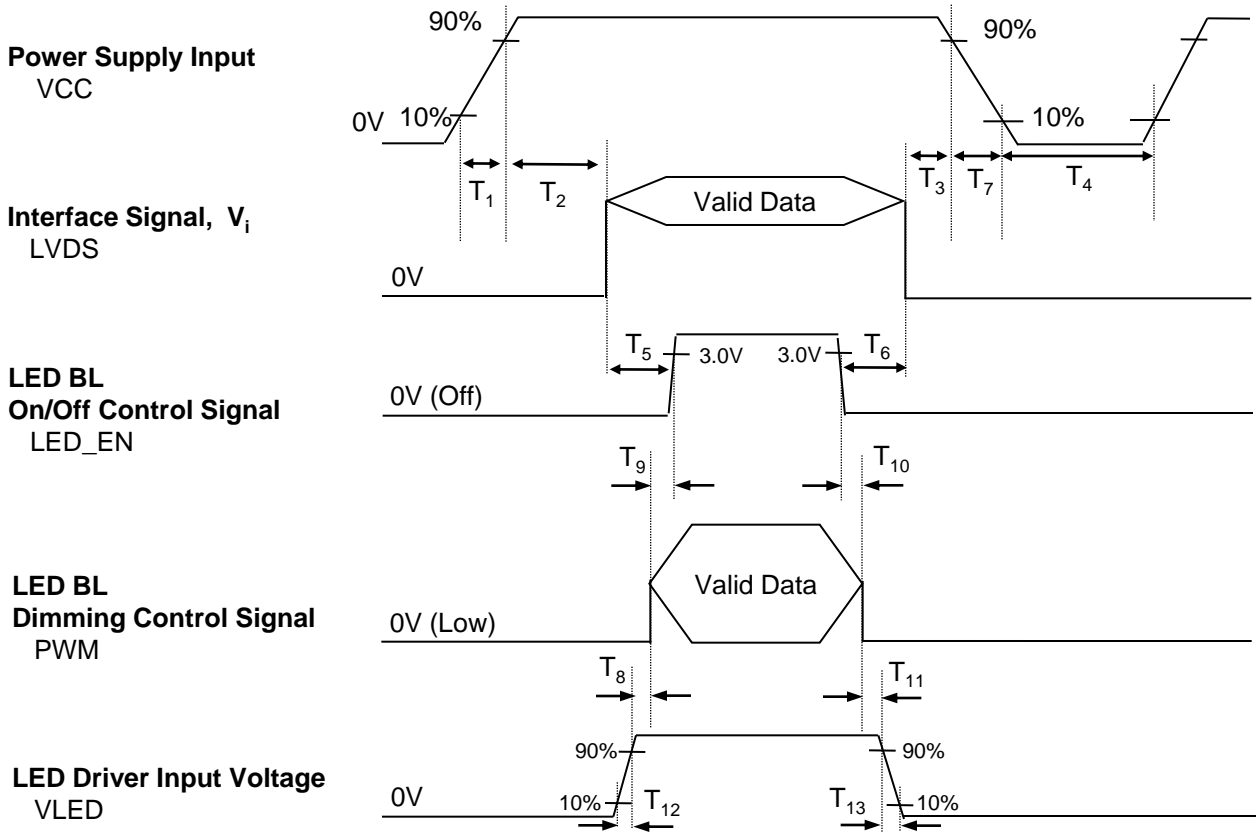 90%
90%
Power Supply Input
VCC
0V 10%
10%
T1 T2 T3 T7 T4
Valid Data
Interface Signal, Vi
LVDS
0V
T5 3.0V 3.0V T6
LED BL
On/Off Control Signal
LED_EN
0V (Off)
T9 T10
Valid Data
LED BL
Dimming Control Signal
PWM
0V (Low)
T8 T11
90% 90%
LED Driver Input Voltage
VLED
0V
10% T12 T13 10%